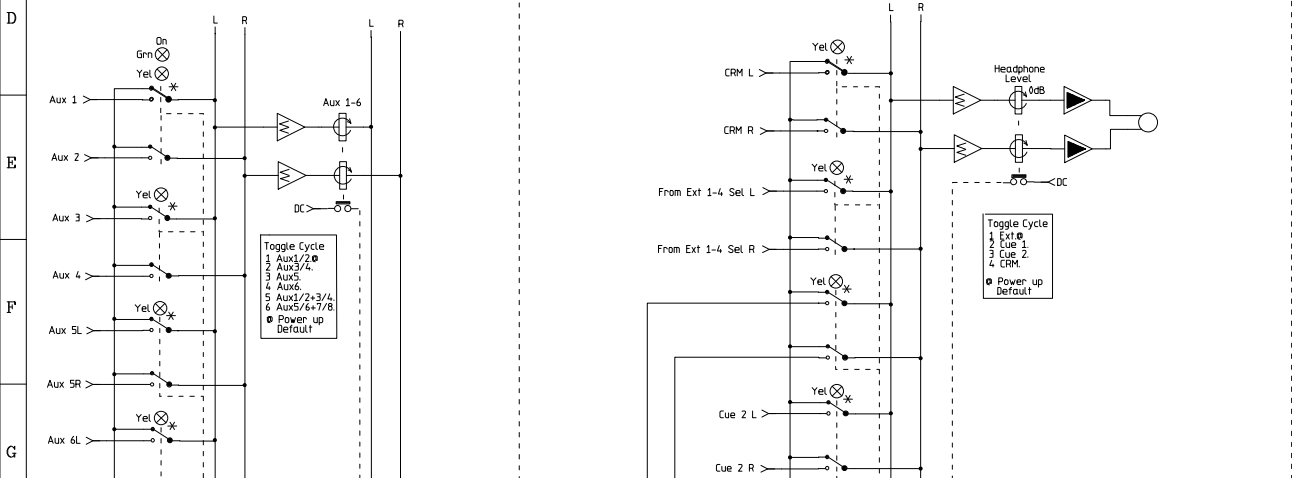 D
E
F
G
L
R
L
R
On
Grn
Yel
*
Aux 1
Aux 2
Yel
*
Aux 3
Aux 4
Yel
*
Aux 5L
Aux 5R
Yel
*
Aux 6L
Aux 1-6
DC
Toggle Cycle
1 Aux1/2.@
2 Aux3/4.
3 Aux5.
4 Aux6.
5 Aux1/2+3/4.
6 Aux5/6+7/8.
@ Power up
Default
L
R
Yel
*
CRM L
CRM R
Yel
*
From Ext 1-4 Sel L
From Ext 1-4 Sel R
Yel
*
Yel
*
Cue 2 L
Cue 2 R
Headphone
Level
0dB
DC
Toggle Cycle
1 Ext.@
2 Cue 1.
3 Cue 2.
4 CRM.
@ Power up
Default